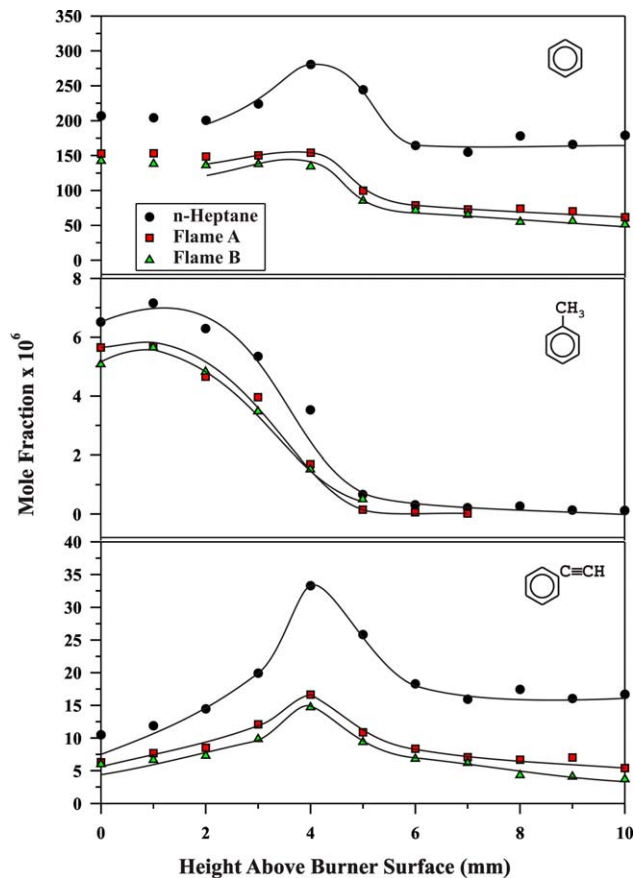 350
300
250
200
150
100
50
0
n-Heptane
Flame A
Flame B
8
7
6
4
2
0
CH3
40
35
30
25
20
15
10
5
0
C≡CH
0 2 4 6 8 10
Mole Fraction x 10^6
Height Above Burner Surface (mm)